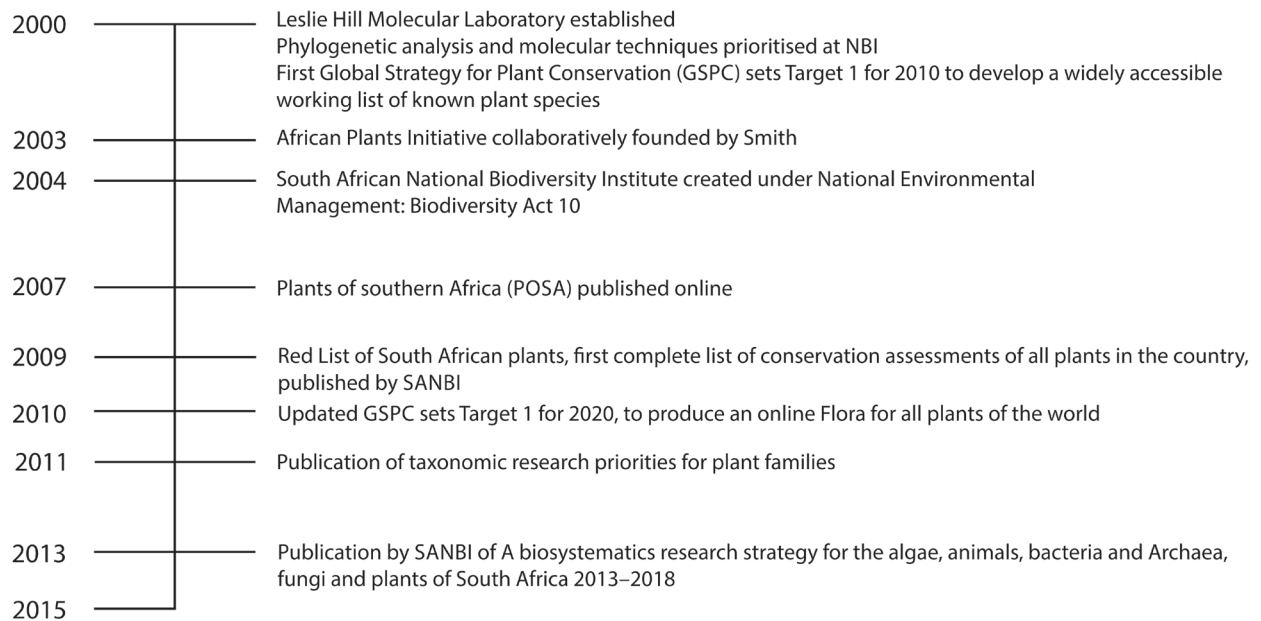 2000
Leslie Hill Molecular Laboratory established
Phylogenetic analysis and molecular techniques prioritised at NBI
First Global Strategy for Plant Conservation (GSPC) sets Target 1 for 2010 to develop a widely accessible
working list of known plant species
2003
African Plants Initiative collaboratively founded by Smith
2004
South African National Biodiversity Institute created under National Environmental
Management: Biodiversity Act 10
2007
Plants of southern Africa (POSA) published online
2009
Red List of South African plants, first complete list of conservation assessments of all plants in the country,
published by SANBI
2010
Updated GSPC sets Target 1 for 2020, to produce an online Flora for all plants of the world
2011
Publication of taxonomic research priorities for plant families
2013
Publication by SANBI of A biosystematics research strategy for the algae, animals, bacteria and Archaea,
fungi and plants of South Africa 2013–2018
2015